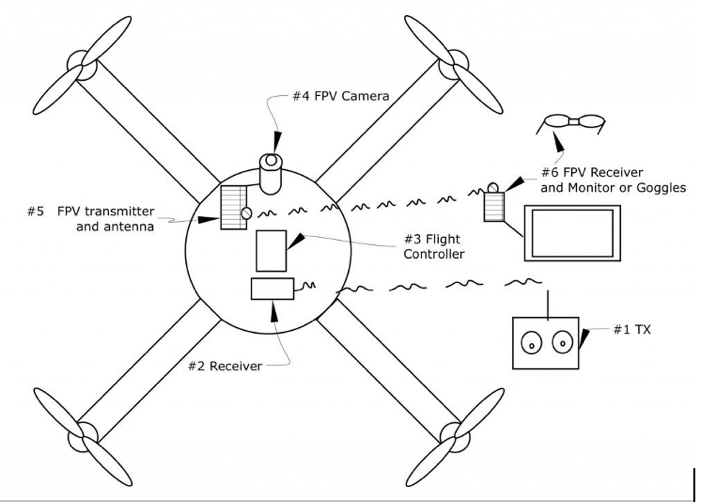 #4 FPV Camera
#6 FPV Receiver
and Monitor or Goggles
#5 FPV transmitter
and antenna
#3 Flight
Controller
#1 TX
#2 Receiver